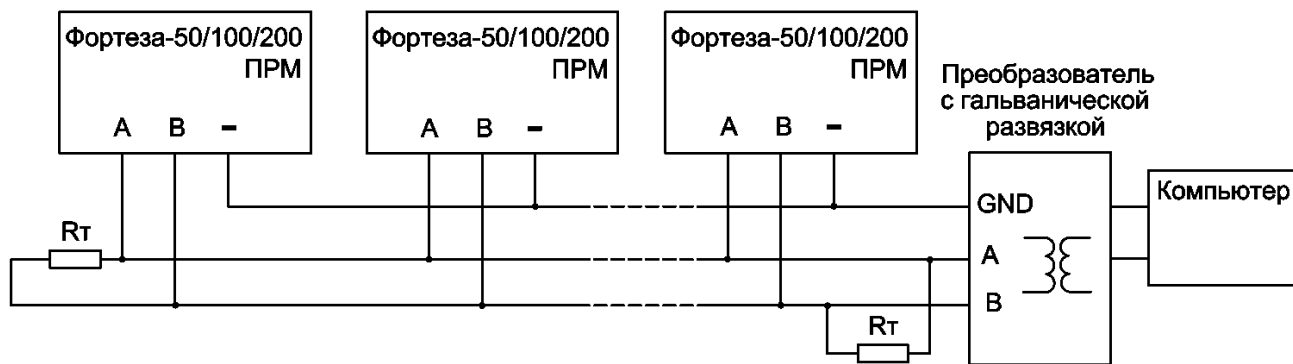 Фортеза-50/100/200
ПРМ
А В -
Фортеза-50/100/200
ПРМ
А В -
Фортеза-50/100/200
ПРМ
А В -
Преобразователь
с гальванической
развязкой
GND
А
В
Компьютер
Rт
Rт